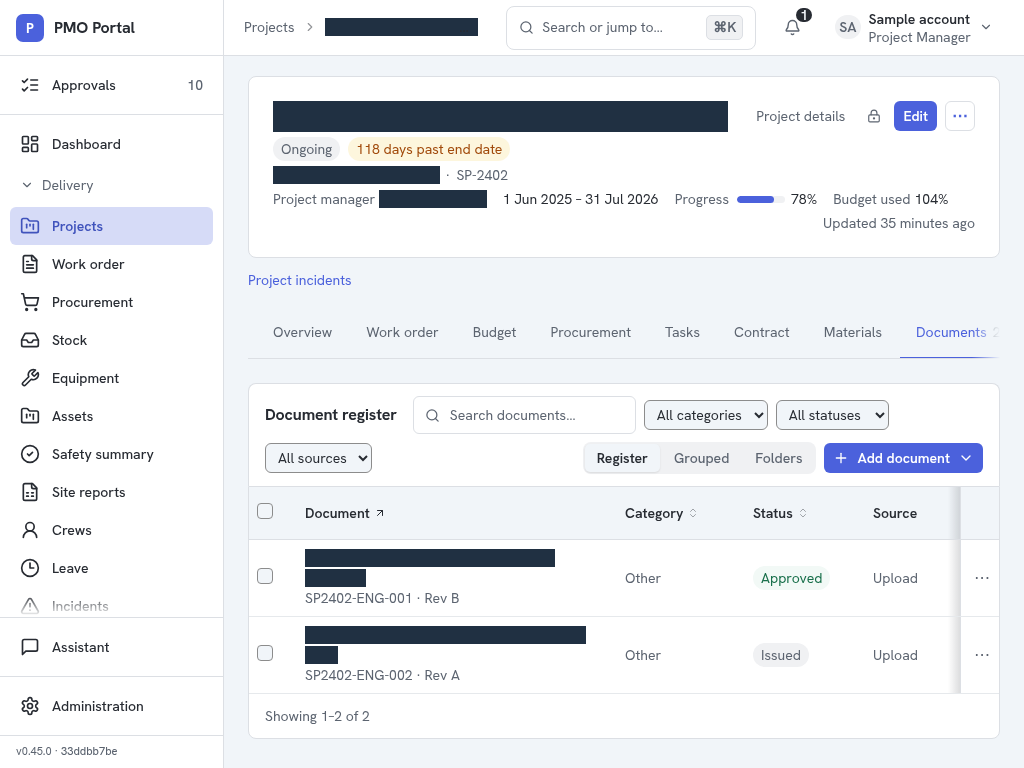 P PMO Portal
Projects
Search or jump to...
⌘K
1
SA
Sample account
Project Manager
Approvals 10
Dashboard
Delivery
Projects
Work order
Procurement
Stock
Equipment
Assets
Safety summary
Site reports
Crews
Leave
Incidents
Assistant
Administration
v0.45.0 · 33ddbb7be
Project details
Edit
Ongoing 118 days past end date
· SP-2402
Project manager 1 Jun 2025 – 31 Jul 2026 Progress 78% Budget used 104%
Updated 35 minutes ago
Project incidents
Overview Work order Budget Procurement Tasks Contract Materials Documents 2
Document register Search documents... All categories All statuses
All sources Register Grouped Folders + Add document
Document Category Status Source
Other Approved Upload
SP2402-ENG-001 · Rev B
Other Issued Upload
SP2402-ENG-002 · Rev A
Showing 1–2 of 2